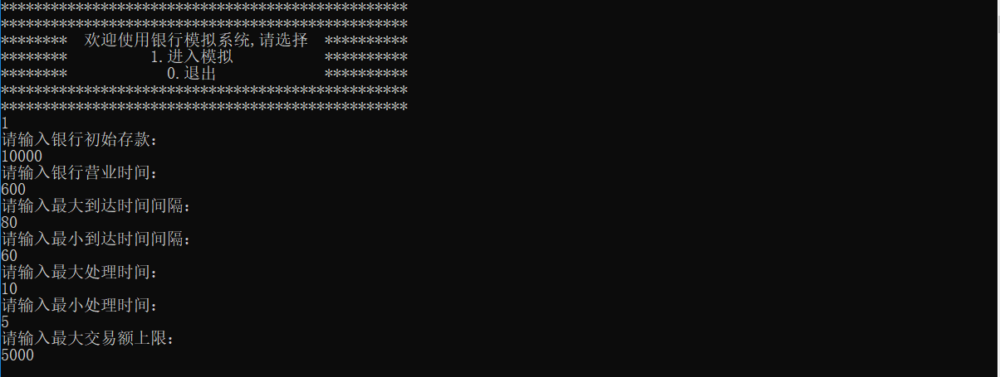 *************************************************
*************************************************
********  欢迎使用银行模拟系统,请选择  **********
********          1.进入模拟           **********
********            0.退出             **********
*************************************************
*************************************************
1
请输入银行初始存款:
10000
请输入银行营业时间:
600
请输入最大到达时间间隔:
80
请输入最小到达时间间隔:
60
请输入最大处理时间:
10
请输入最小处理时间:
5
请输入最大交易额上限:
5000